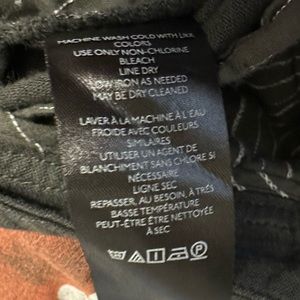 MACHINE WASH COLD WITH LIKE
COLORS
USE ONLY NON-CHLORINE
BLEACH
LINE DRY
LOW IRON AS NEEDED
MAY BE DRY CLEANED
LAVER À LA MACHINE À L'EAU
FROIDE AVEC COULEURS
SIMILAIRES
UTILISER UN AGENT DE
BLANCHIMENT SANS CHLORE SI
NÉCESSAIRE
LIGNE SEC
REPASSER, AU BESOIN, À TRÉS
BASSE TEMPÉRATURE
PEUT-ÊTRE ÊTRE NETTOYÉE
À SEC